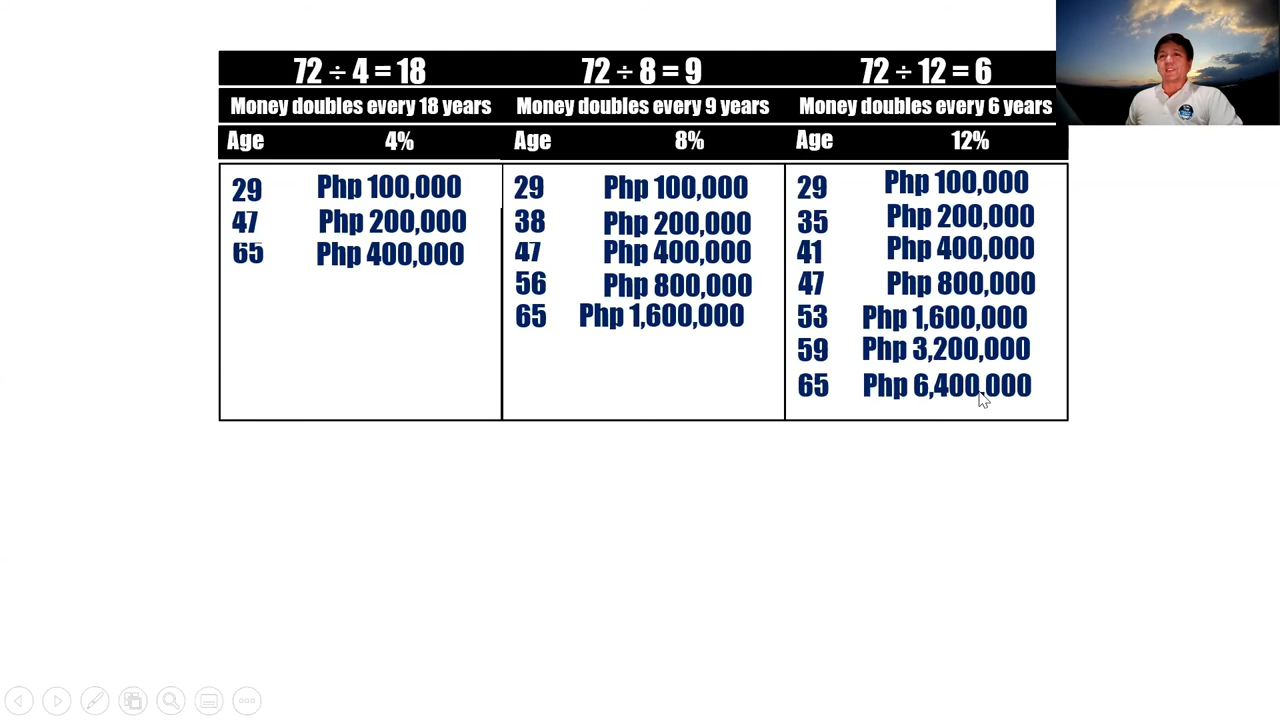 72 ÷ 4 = 18 72 ÷ 8 = 9 72 ÷ 12 = 6
Money doubles every 18 years Money doubles every 9 years Money doubles every 6 years
Age 4% Age 8% Age 12%
29 Php 100,000 29 Php 100,000 29 Php 100,000
47 Php 200,000 38 Php 200,000 35 Php 200,000
65 Php 400,000 47 Php 400,000 41 Php 400,000
56 Php 800,000 47 Php 800,000
65 Php 1,600,000 53 Php 1,600,000
59 Php 3,200,000
65 Php 6,400,000